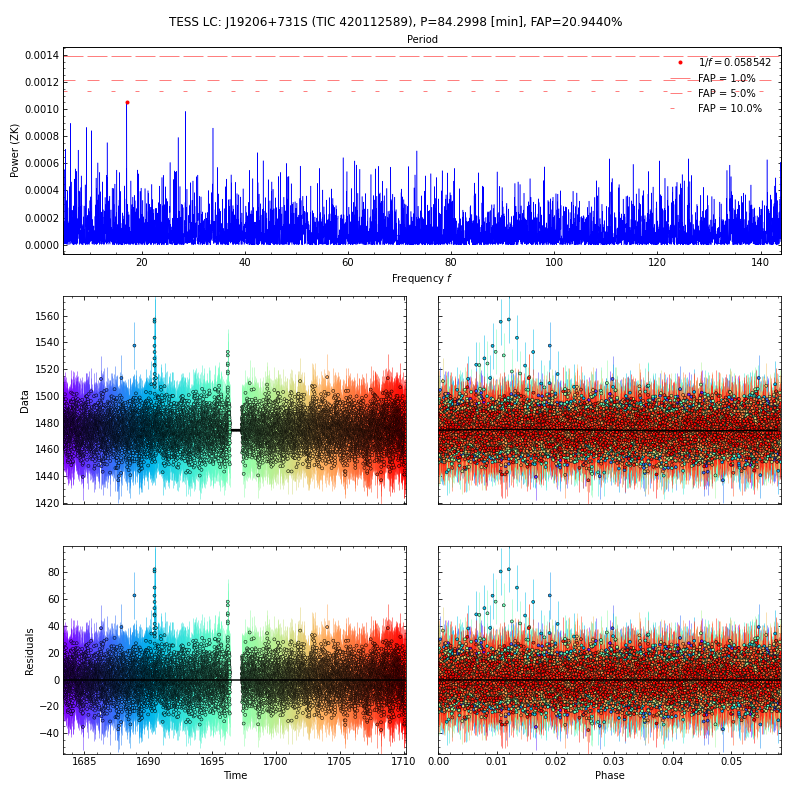 TESS LC: J19206+731S (TIC 420112589), P=84.2998 [min], FAP=20.9440%
Period
0.0014
0.0012
0.0010
0.0008
0.0006
0.0004
0.0002
0.0000
Power (ZK)
1/f = 0.058542
FAP = 1.0%
FAP = 5.0%
FAP = 10.0%
20 40 60 80 100 120 140
Frequency f
1560
1540
1520
1500
1480
1460
1440
1420
Data
80
60
40
20
0
−20
−40
Residuals
1685 1690 1695 1700 1705 1710
Time
0.00 0.01 0.02 0.03 0.04 0.05
Phase